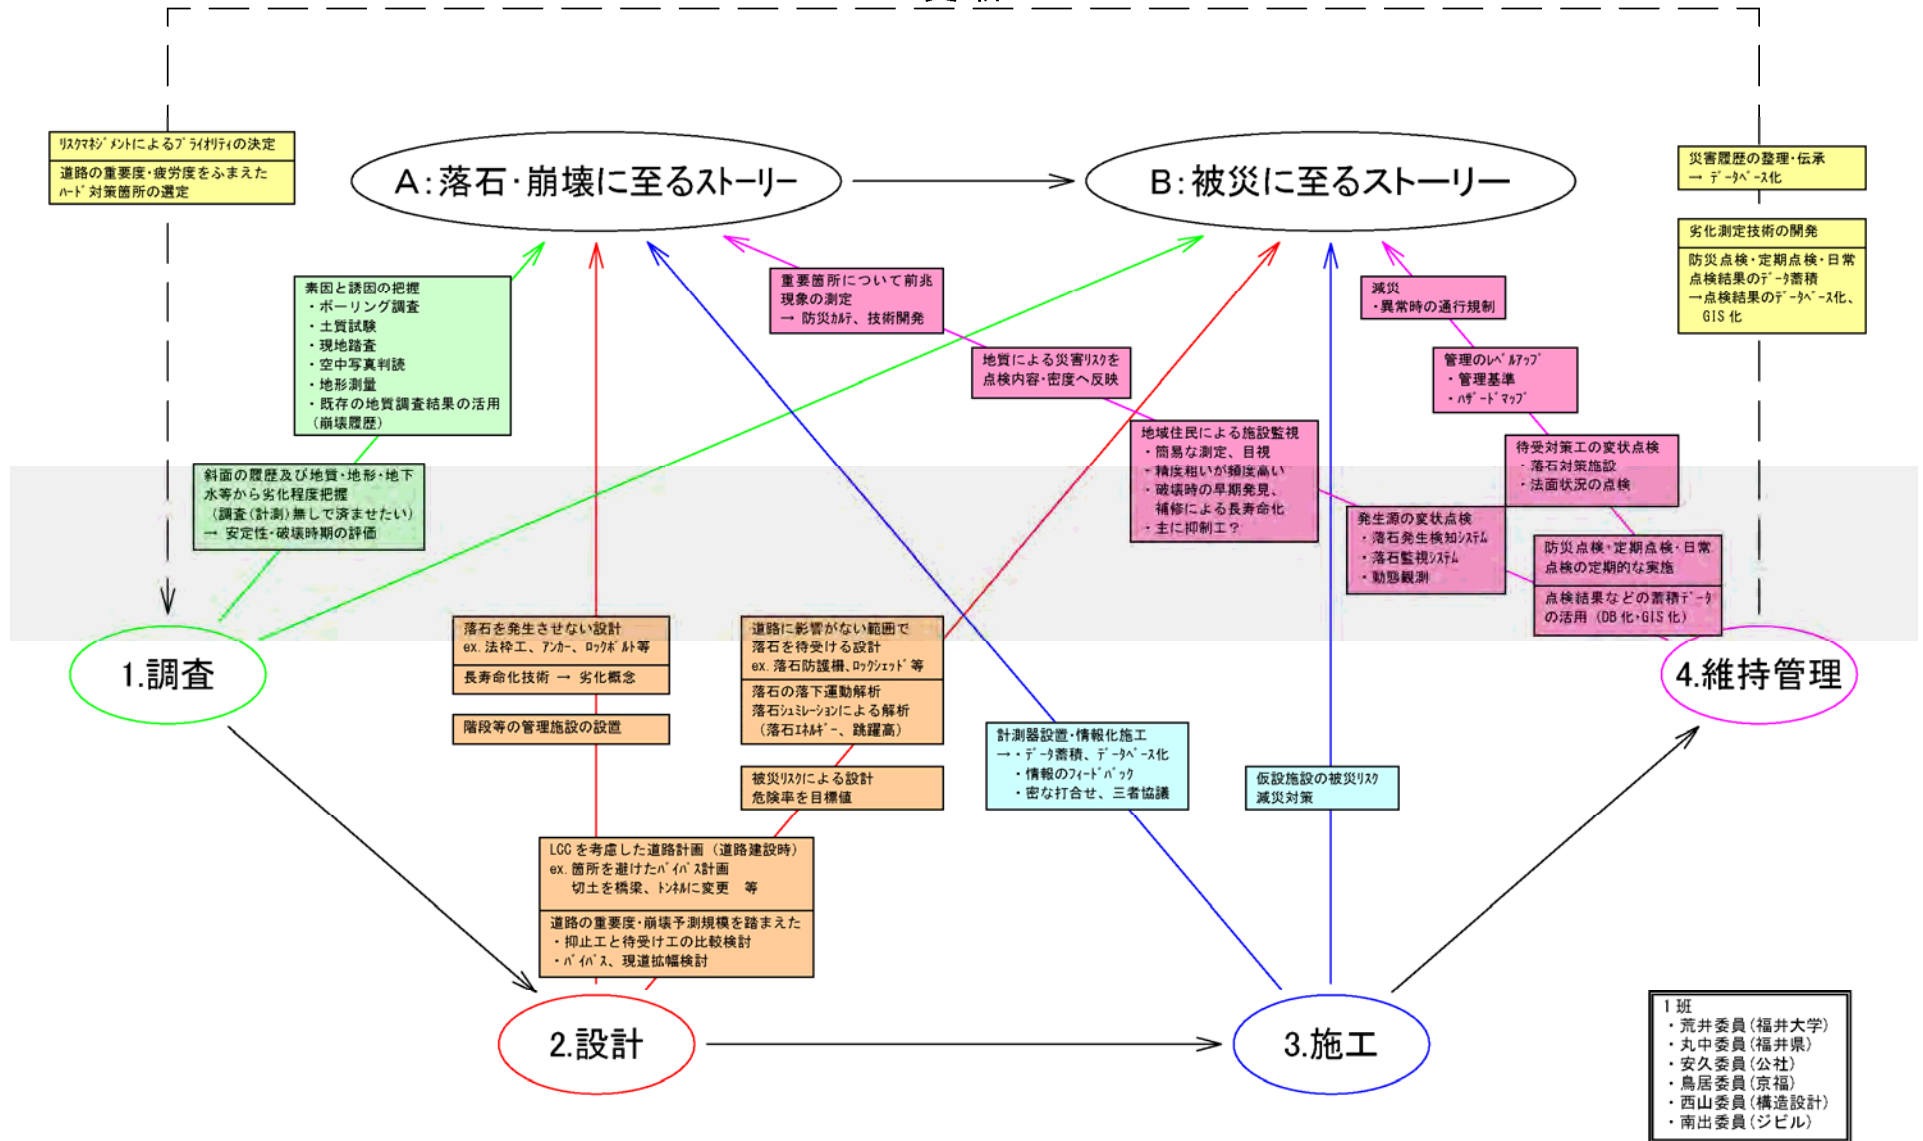 リスクマネジメントによるプライオリティの決定
道路の重要度・疲労度をふまえた
ハード対策箇所の選定
A:落石・崩壊に至るストーリー
B:被災に至るストーリー
災害履歴の整理・伝承
→ データベース化
劣化測定技術の開発
防災点検・定期点検・日常
点検結果のデータ蓄積
→点検結果のデータベース化、
GIS化
素因と誘因の把握
・ボーリング調査
・土質試験
・現地踏査
・空中写真判読
・地形測量
・既存の地質調査結果の活用
(崩壊履歴)
斜面の履歴及び地質・地形・地下
水等から劣化程度把握
(調査(計測)無しで済ませたい)
→ 安定性・破壊時期の評価
重要箇所について前兆
現象の測定
→ 防災カルテ、技術開発
地質による災害リスクを
点検内容・密度へ反映
地域住民による施設監視
・簡易な測定、目視
・精度粗いが頻度高い
・破壊時の早期発見、
補修による長寿命化
・主に抑制工？
発生源の変状点検
・落石発生検知システム
・落石監視システム
・動態観測
減災
・異常時の通行規制
管理のレベルアップ
・管理基準
・ハザードマップ
待受対策工の変状点検
・落石対策施設
・法面状況の点検
防災点検・定期点検・日常
点検の定期的な実施
点検結果などの蓄積データ
の活用(DB化・GIS化)
1.調査
4.維持管理
落石を発生させない設計
ex.法枠工、アンカー、ロックボルト等
長寿命化技術 → 劣化概念
階段等の管理施設の設置
道路に影響がない範囲で
落石を待受ける設計
ex.落石防護柵、ロックシェッド等
落石の落下運動解析
落石シュミレーションによる解析
(落石エネルギー、跳躍高)
被災リスクによる設計
危険率を目標値
計測器設置・情報化施工
→・データ蓄積、データベース化
・情報のフィードバック
・密な打合せ、三者協議
仮設施設の被災リスク
減災対策
LCCを考慮した道路計画(道路建設時)
ex.箇所を避けたバイパス計画
切土を橋梁、トンネルに変更 等
道路の重要度・崩壊予測規模を踏まえた
・抑止工と待受け工の比較検討
・バイパス、現道拡幅検討
2.設計
3.施工
1班
・荒井委員(福井大学)
・丸中委員(福井県)
・安久委員(公社)
・鳥居委員(京福)
・西山委員(構造設計)
・南出委員(ジビル)